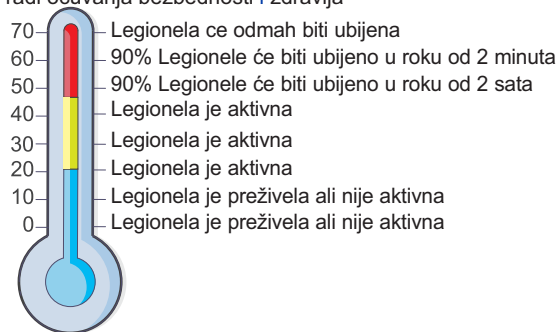 radi očuvanja bezbednosti i zdravlja
70 Legionela ce odmah biti ubijena
60 90% Legionele će biti ubijeno u roku od 2 minuta
50 90% Legionele će biti ubijeno u roku od 2 sata
40 Legionela je aktivna
30 Legionela je aktivna
20 Legionela je aktivna
10 Legionela je preživela ali nije aktivna
0 Legionela je preživela ali nije aktivna